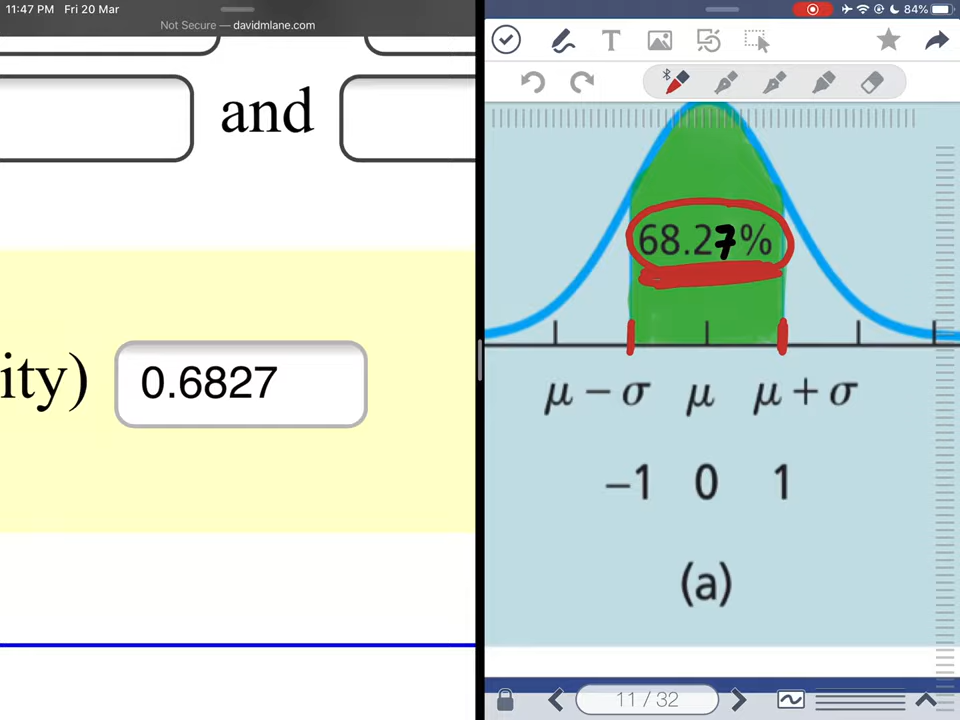 11:47 PM Fri 20 Mar
Not Secure — davidmlane.com
and
ity) 0.6827
84%
T
68.27%
μ − σ μ μ + σ
−1 0 1
(a)
11 / 32